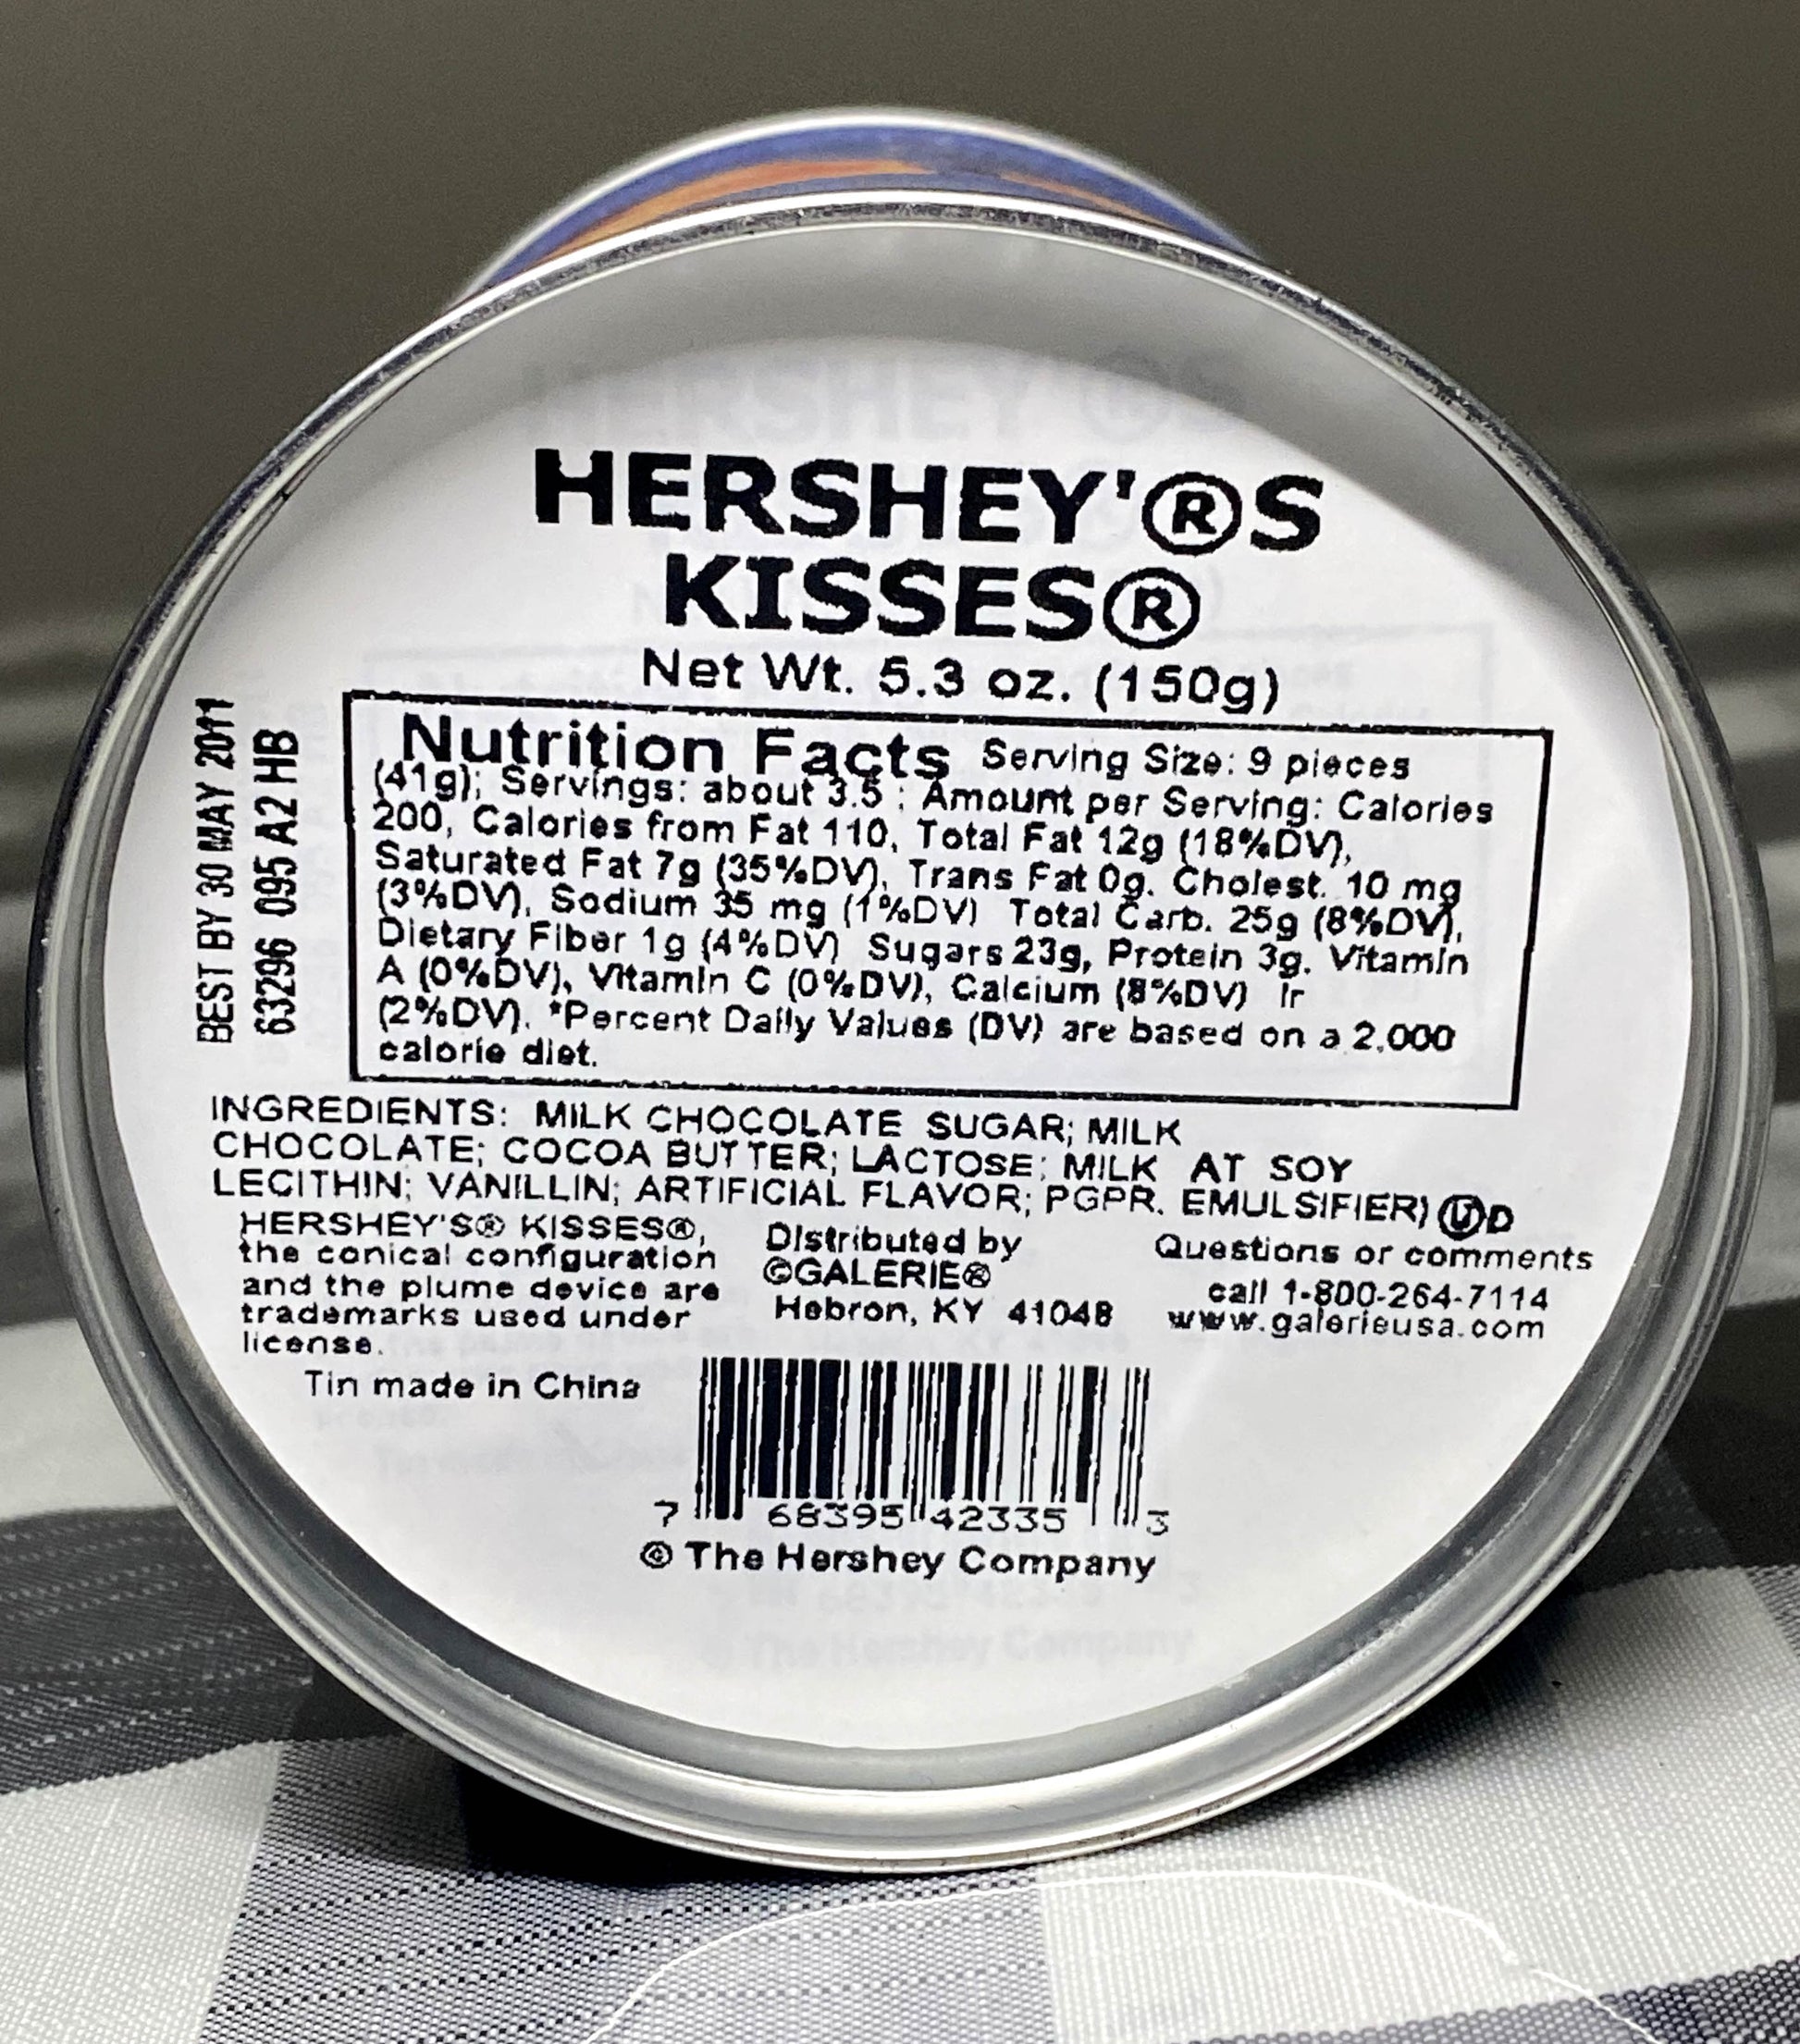 HERSHEY'®S
KISSES®
Net Wt. 5.3 oz. (150g)
BEST BY 30 MAY 2011
63296 095 A2 HB
Nutrition Facts Serving Size: 9 pieces
(41g); Servings: about 3.5 ; Amount per Serving: Calories
200, Calories from Fat 110, Total Fat 12g (18%DV),
Saturated Fat 7g (35%DV), Trans Fat 0g. Cholest. 10 mg
(3%DV), Sodium 35 mg (1%DV) Total Carb. 25g (8%DV),
Dietary Fiber 1g (4%DV) Sugars 23g, Protein 3g. Vitamin
A (0%DV), Vitamin C (0%DV), Calcium (8%DV) Ir
(2%DV). *Percent Daily Values (DV) are based on a 2,000
calorie diet.
INGREDIENTS: MILK CHOCOLATE SUGAR; MILK
CHOCOLATE; COCOA BUTTER; LACTOSE; MILK AT SOY
LECITHIN; VANILLIN; ARTIFICIAL FLAVOR; PGPR. EMULSIFIER) ⓊD
HERSHEY'S® KISSES®,
the conical configuration
and the plume device are
trademarks used under
license.
Distributed by
©GALERIE®
Hebron, KY 41048
Questions or comments
call 1-800-264-7114
www.galerieusa.com
Tin made in China
7 68395 42335 3
© The Hershey Company